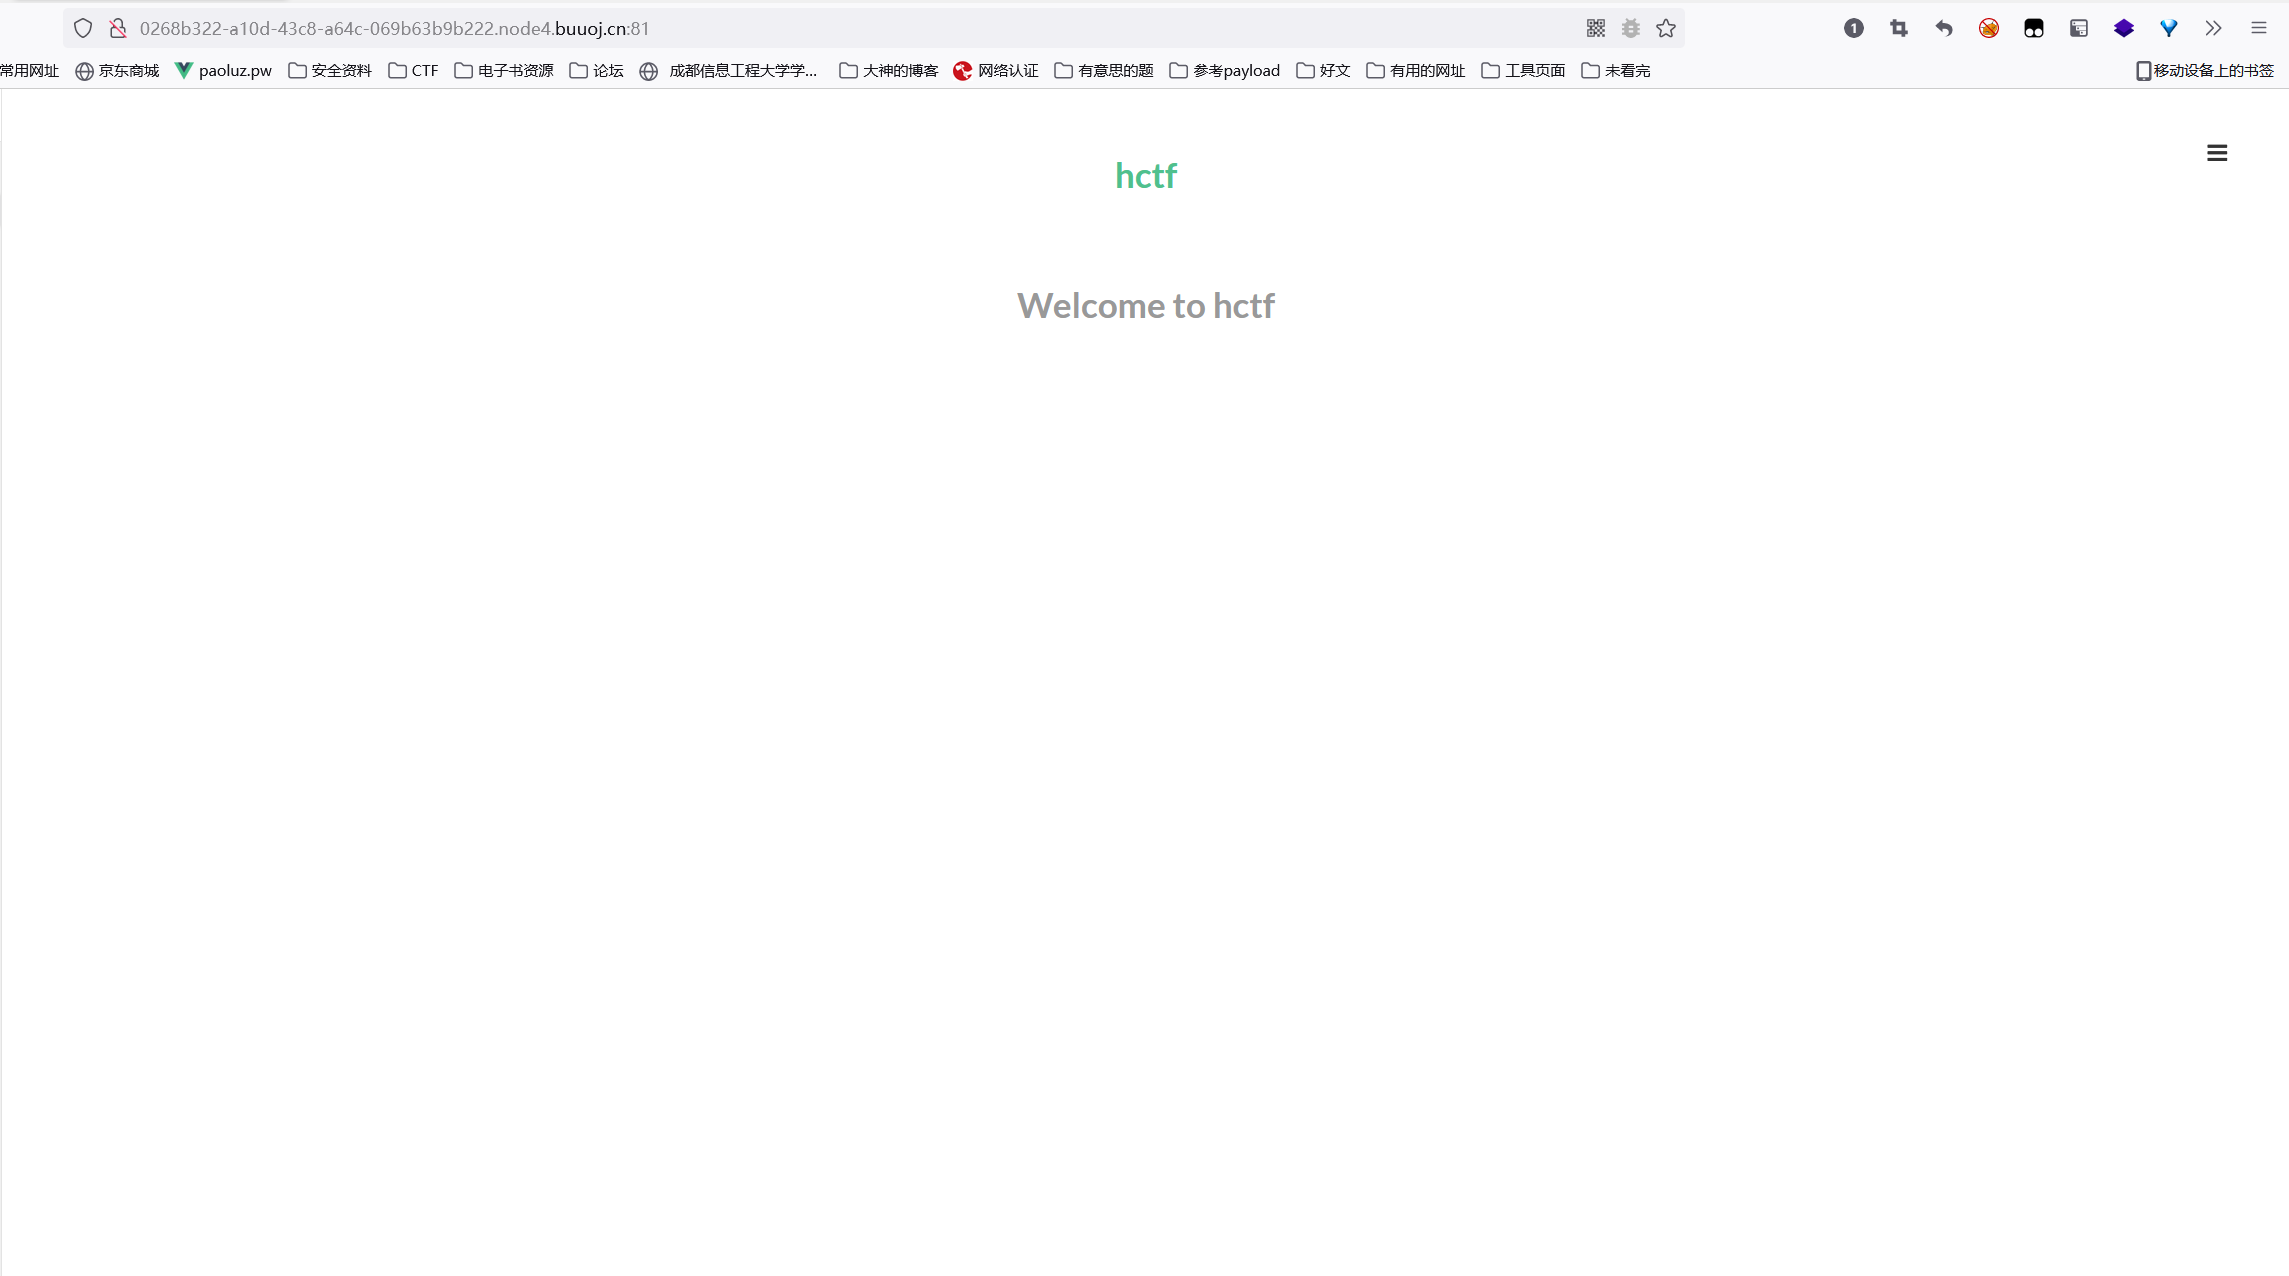 0268b322-a10d-43c8-a64c-069b63b9b222.node4.buuoj.cn:81
1
常用网址 京东商城 paoluz.pw 安全资料 CTF 电子书资源 论坛 成都信息工程大学学... 大神的博客 网络认证 有意思的题 参考payload 好文 有用的网址 工具页面 未看完 移动设备上的书签
hctf
Welcome to hctf